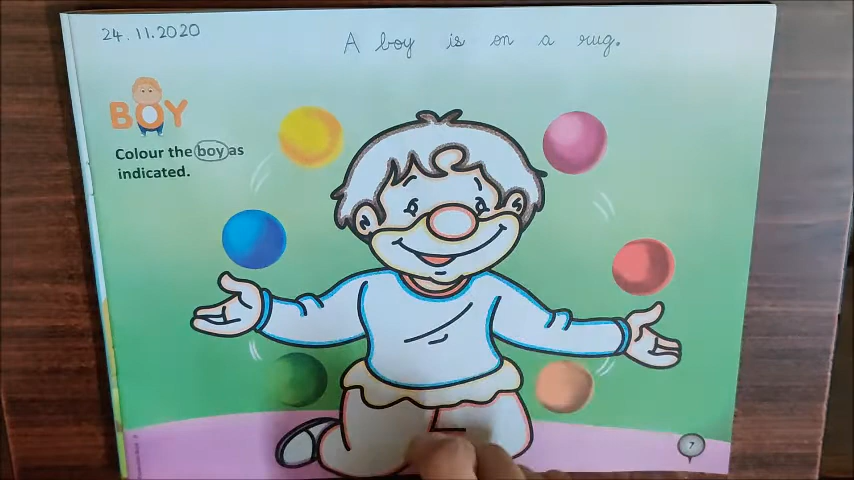 24.11.2020
A boy is on a rug.
BOY
Colour the boy as
indicated.
7